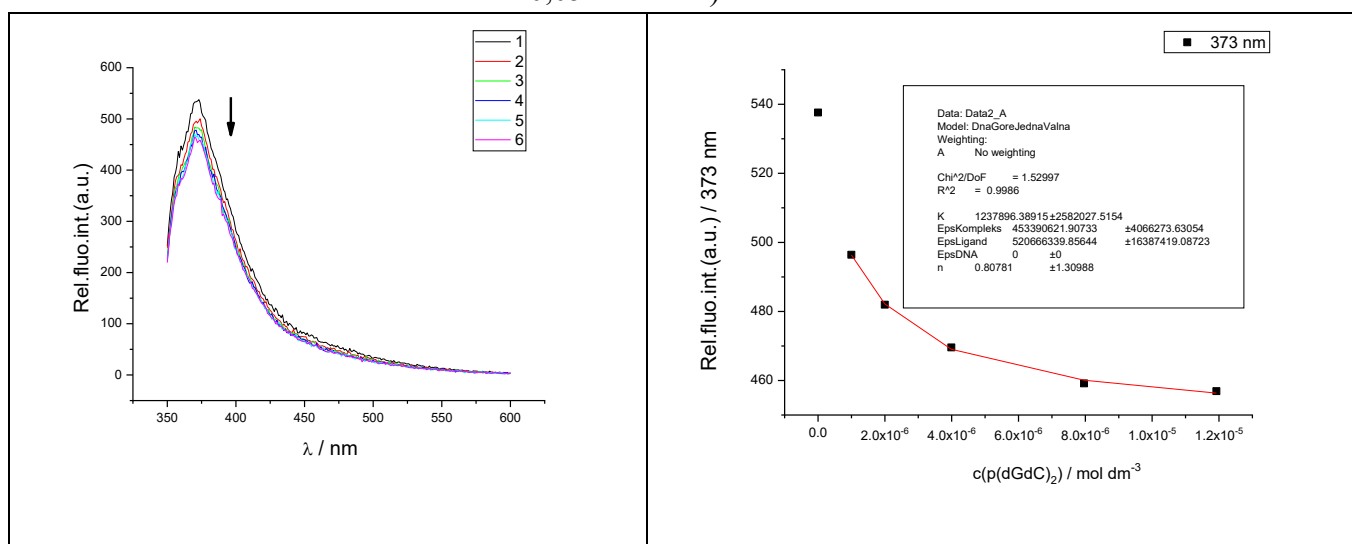 1
2
3
4
5
6
600
500
400
300
200
100
0
350 400 450 500 550 600
Rel.fluo.int.(a.u.)
λ / nm
373 nm
540
520
500
480
460
0.0 2.0x10⁻⁶ 4.0x10⁻⁶ 6.0x10⁻⁶ 8.0x10⁻⁶ 1.0x10⁻⁵ 1.2x10⁻⁵
Rel.fluo.int.(a.u.) / 373 nm
c(p(dGdC)₂) / mol dm⁻³
Data: Data2_A
Model: DnaGoreJednaValna
Weighting:
A No weighting
Chi^2/DoF = 1.52997
R^2 = 0.9986
K 1237896.38915 ±2582027.5154
EpsKompleks 453390621.90733 ±4066273.63054
EpsLigand 520666339.85644 ±16387419.08723
EpsDNA 0 ±0
n 0.80781 ±1.30988